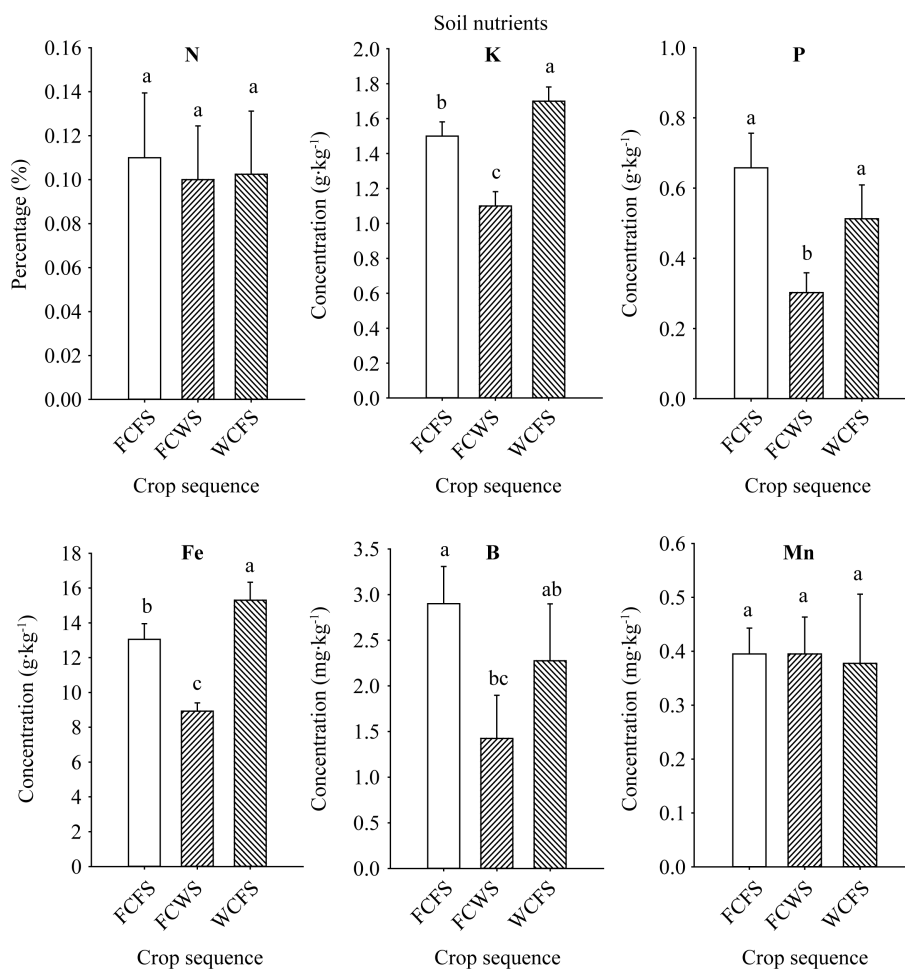 Soil nutrients
N
Percentage (%)
0.16
0.14
0.12
0.10
0.08
0.06
0.04
0.02
0.00
a
a
a
FCFS
FCWS
WCFS
Crop sequence
K
Concentration (g·kg⁻¹)
2.0
1.8
1.6
1.4
1.2
1.0
0.8
0.6
0.4
0.2
0.0
b
c
a
FCFS
FCWS
WCFS
Crop sequence
P
Concentration (g·kg⁻¹)
1.0
0.8
0.6
0.4
0.2
0.0
a
b
a
FCFS
FCWS
WCFS
Crop sequence
Fe
Concentration (g·kg⁻¹)
18
16
14
12
10
8
6
4
2
0
b
c
a
FCFS
FCWS
WCFS
Crop sequence
B
Concentration (mg·kg⁻¹)
3.5
3.0
2.5
2.0
1.5
1.0
0.5
0.0
a
bc
ab
FCFS
FCWS
WCFS
Crop sequence
Mn
Concentration (mg·kg⁻¹)
0.6
0.5
0.4
0.3
0.2
0.1
0.0
a
a
a
FCFS
FCWS
WCFS
Crop sequence